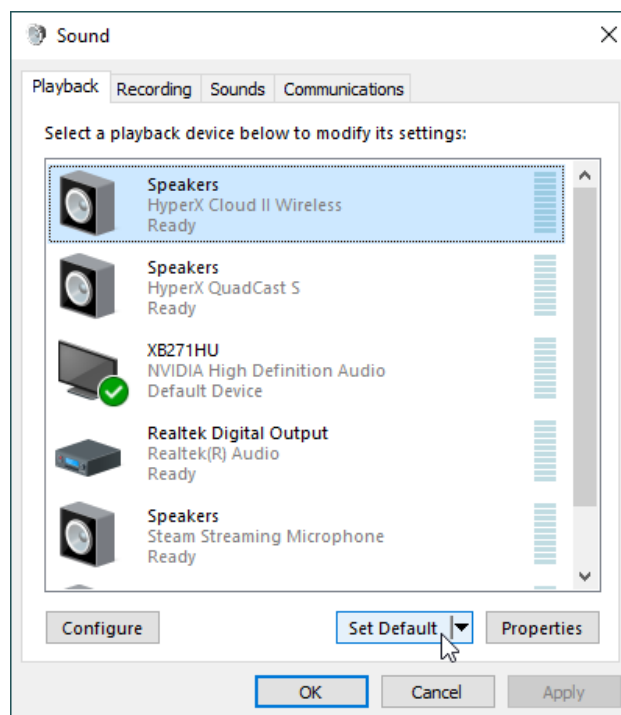 Sound
Playback Recording Sounds Communications
Select a playback device below to modify its settings:
Speakers
HyperX Cloud II Wireless
Ready
Speakers
HyperX QuadCast S
Ready
XB271HU
NVIDIA High Definition Audio
Default Device
Realtek Digital Output
Realtek(R) Audio
Ready
Speakers
Steam Streaming Microphone
Ready
Configure Set Default Properties
OK Cancel Apply